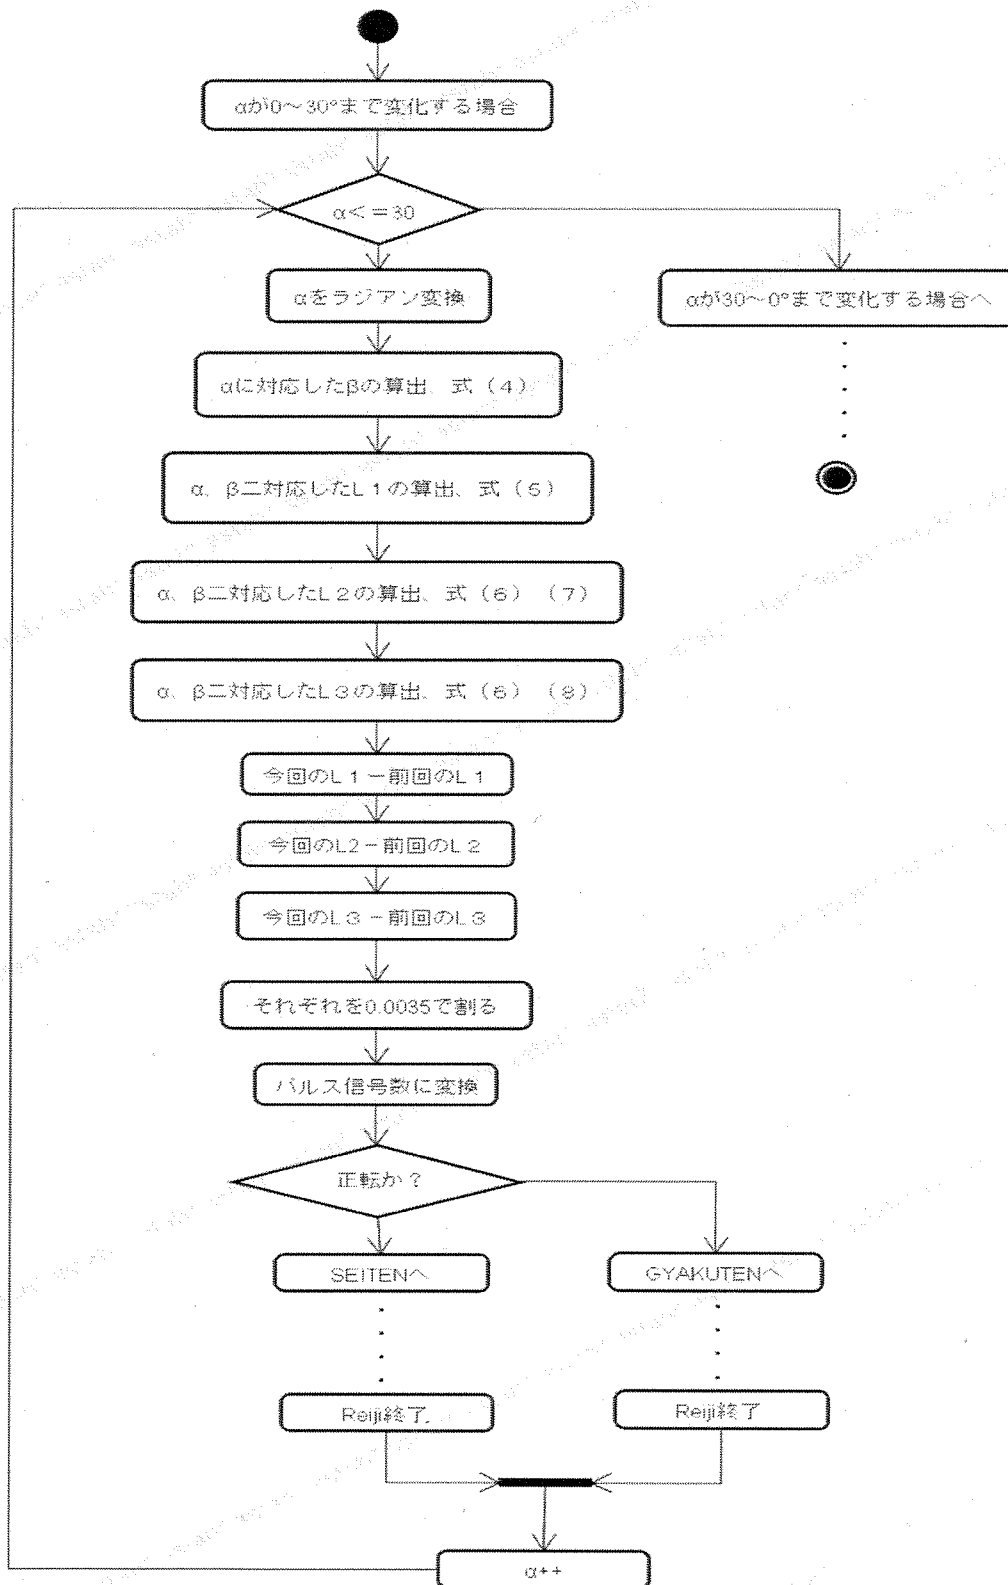 αが0～30°まで変化する場合
α<=30
αをラジアン変換
αが30～0°まで変化する場合へ
αに対応したβの算出、式（4）
α、β二対応したL1の算出、式（5）
α、β二対応したL2の算出、式（6）（7）
α、β二対応したL3の算出、式（6）（8）
今回のL1－前回のL1
今回のL2－前回のL2
今回のL3－前回のL3
それぞれを0.0035で割る
パルス信号数に変換
正転か？
SEITENへ
GYAKUTENへ
Reiji終了
Reiji終了
α++